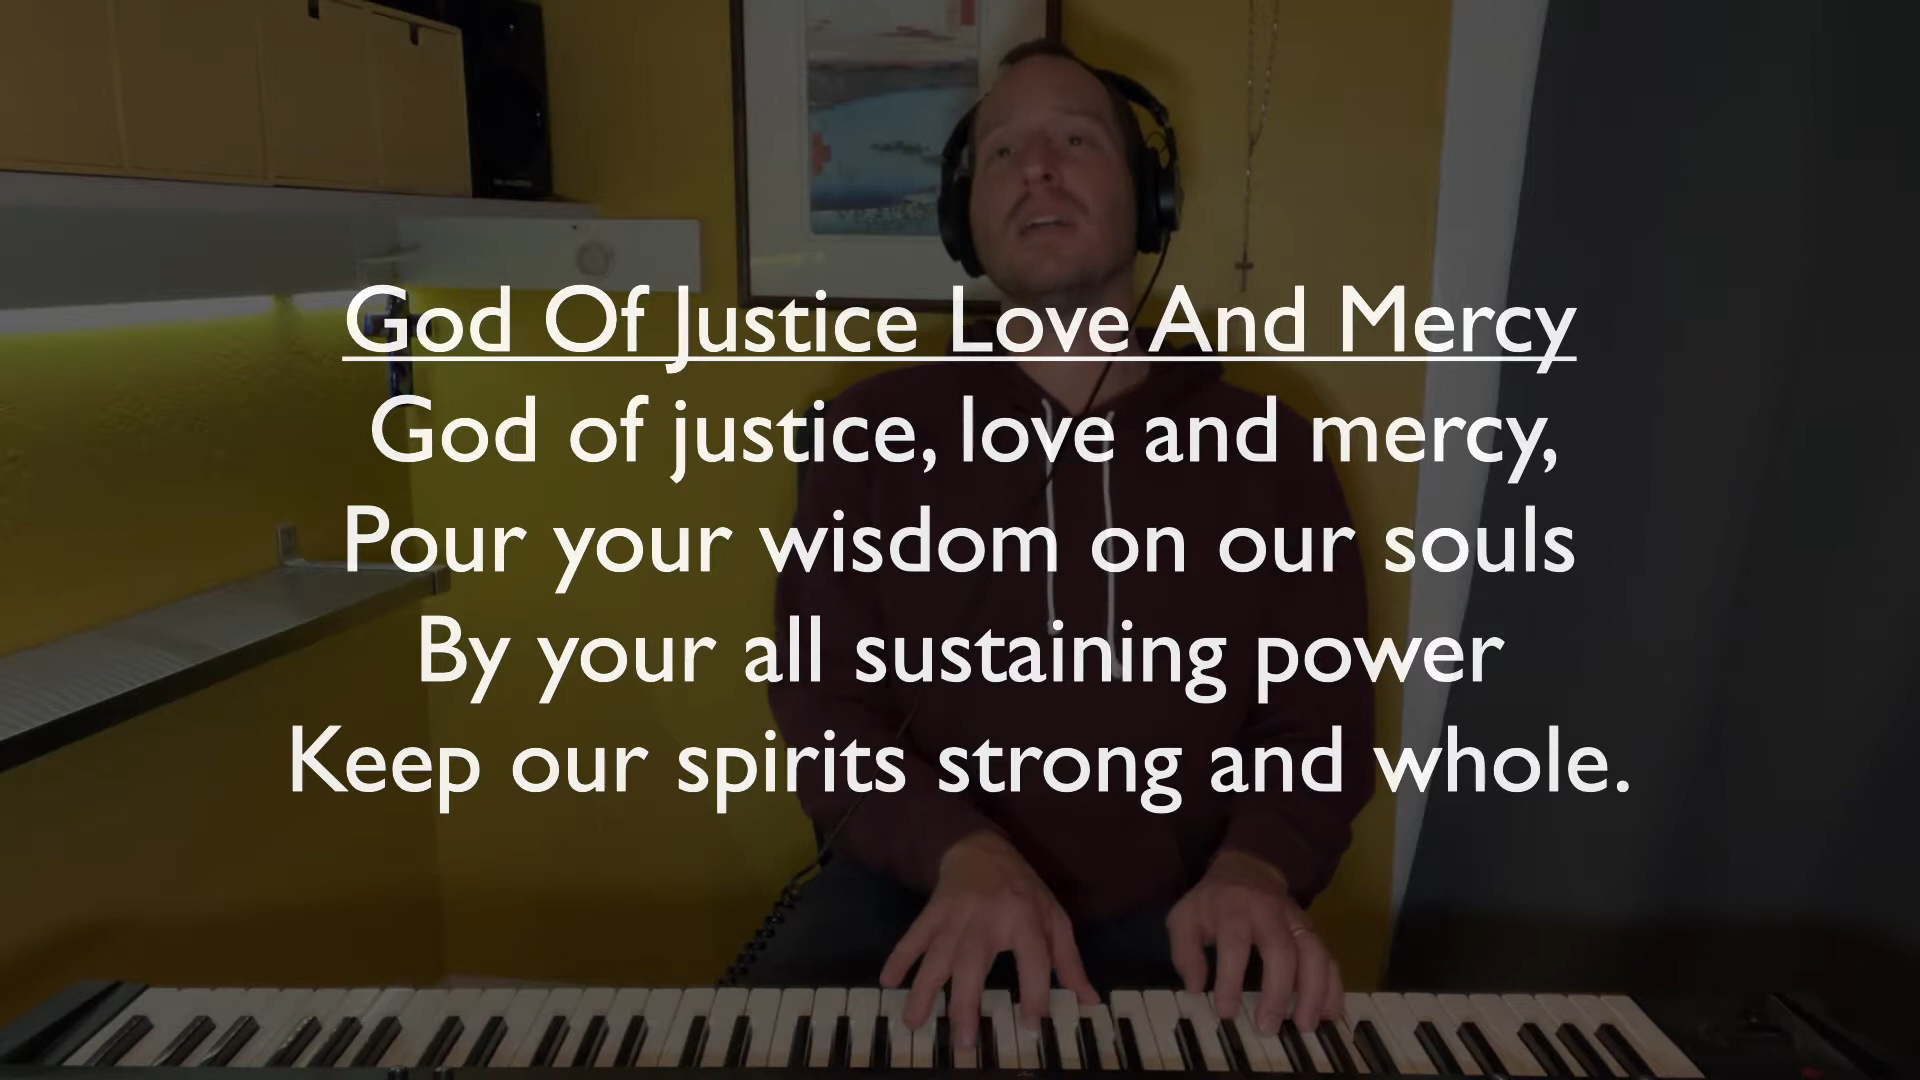 God Of Justice Love And Mercy
God of justice, love and mercy,
Pour your wisdom on our souls
By your all sustaining power
Keep our spirits strong and whole.